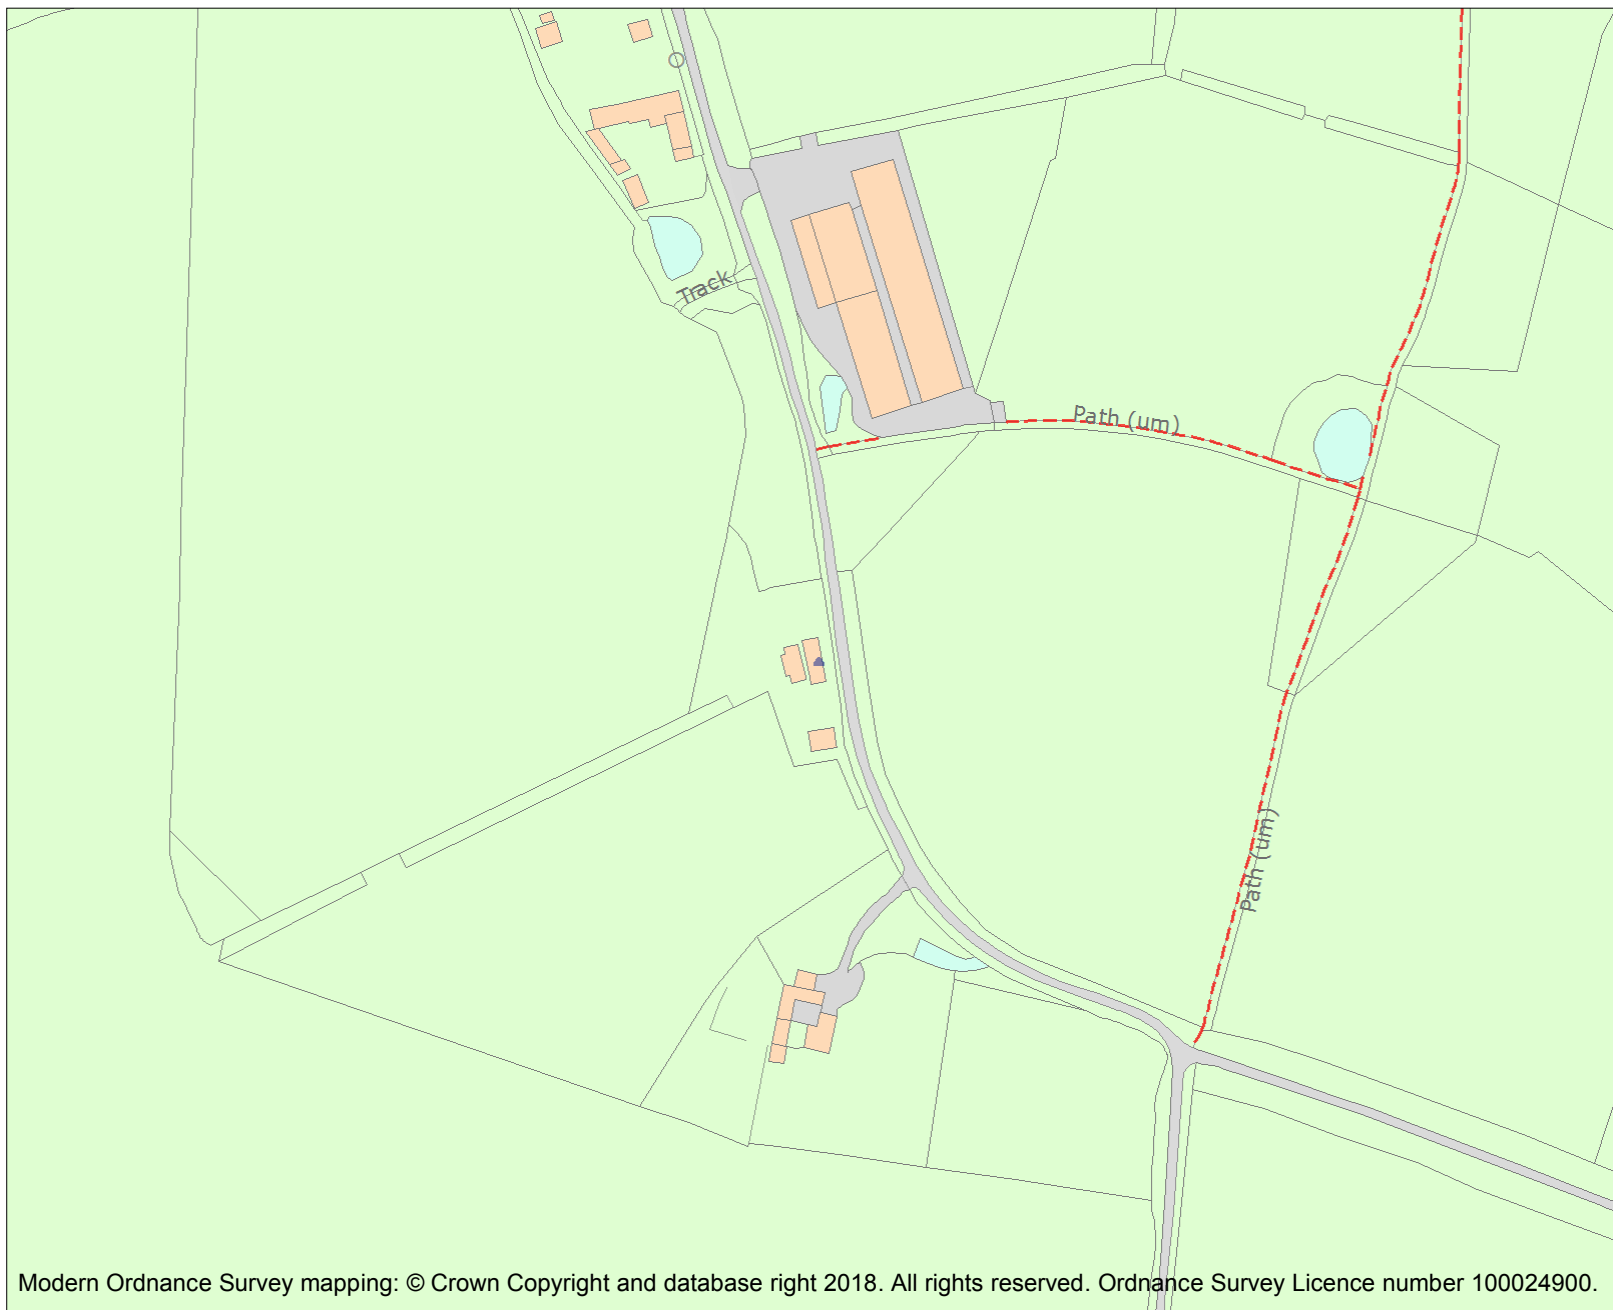 Track
Path (um)
Path (um)
Modern Ordnance Survey mapping: © Crown Copyright and database right 2018. All rights reserved. Ordnance Survey Licence number 100024900.